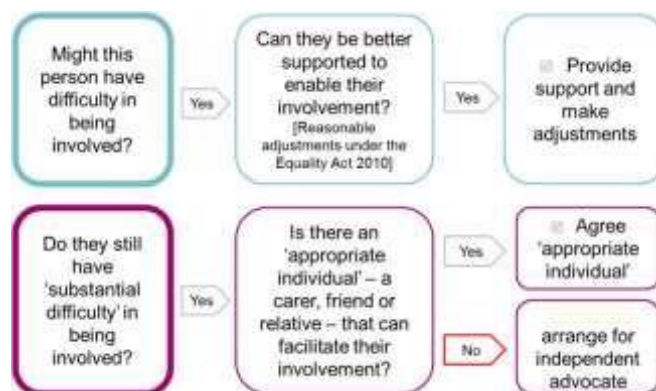 Might this
person have
difficulty in
being
involved?
Yes
Can they be better
supported to
enable their
involvement?
[Reasonable
adjustments under the
Equality Act 2010]
Yes
Provide
support and
make
adjustments
Do they still
have
'substantial
difficulty' in
being
involved?
Yes
Is there an
'appropriate
individual' – a
carer, friend or
relative – that can
facilitate their
involvement?
Yes
Agree
'appropriate
individual'
No
arrange for
independent
advocate